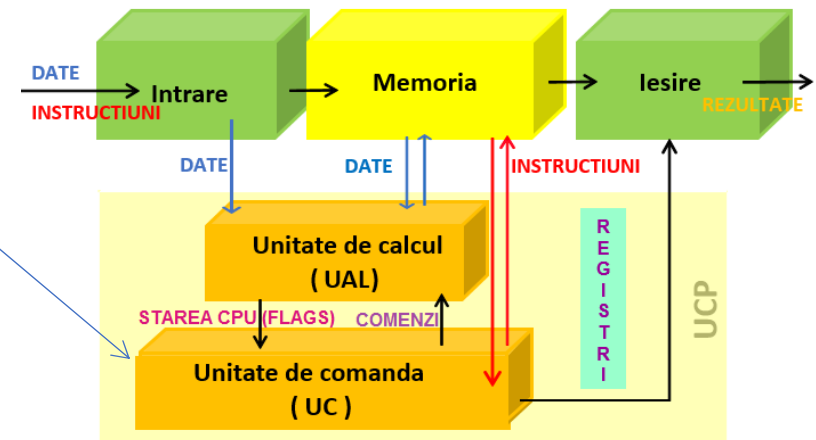 DATE
INSTRUCTIUNI
Intrare
Memoria
Iesire
REZULTATE
DATE
DATE
INSTRUCTIUNI
Unitate de calcul
( UAL)
STAREA CPU (FLAGS)
COMENZI
Unitate de comanda
( UC )
REGISTRI
UCP